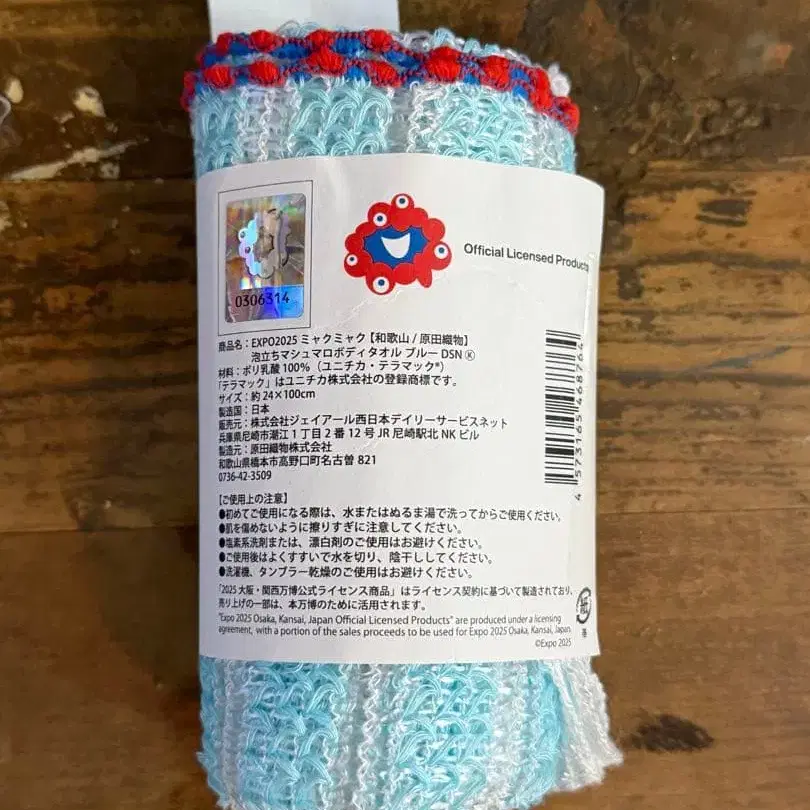 0306314
Official Licensed Products
商品名：EXPO2025 ミャクミャク【和歌山 / 原田織物】
泡立ちマシュマロボディタオル ブルー DSN Ⓚ
材料：ポリ乳酸 100%（ユニチカ・テラマック®）
「テラマック」はユニチカ株式会社の登録商標です。
サイズ：約 24×100cm
製造国：日本
販売元：株式会社ジェイアール西日本デイリーサービスネット
兵庫県尼崎市潮江 1 丁目 2 番 12 号 JR 尼崎駅北 NK ビル
製造元：原田織物株式会社
和歌山県橋本市高野口町名古曽 821
0736-42-3509
4 573165 468764
【ご使用上の注意】
●初めてご使用になる際は、水またはぬるま湯で洗ってからご使用ください。
●肌を傷めないように擦りすぎに注意してください。
●塩素系洗剤または、漂白剤のご使用はお避けください。
●ご使用後はよくすすいで水を切り、陰干ししてください。
●洗濯機、タンブラー乾燥のご使用はお避けください。
「2025 大阪・関西万博公式ライセンス商品」はライセンス契約に基づいて製造されており、
売り上げの一部は、本万博のために活用されます。
"Expo 2025 Osaka, Kansai, Japan Official Licensed Products" are produced under a licensing
agreement, with a portion of the sales proceeds to be used for Expo 2025 Osaka, Kansai, Japan.
©Expo 2025
紙
帯